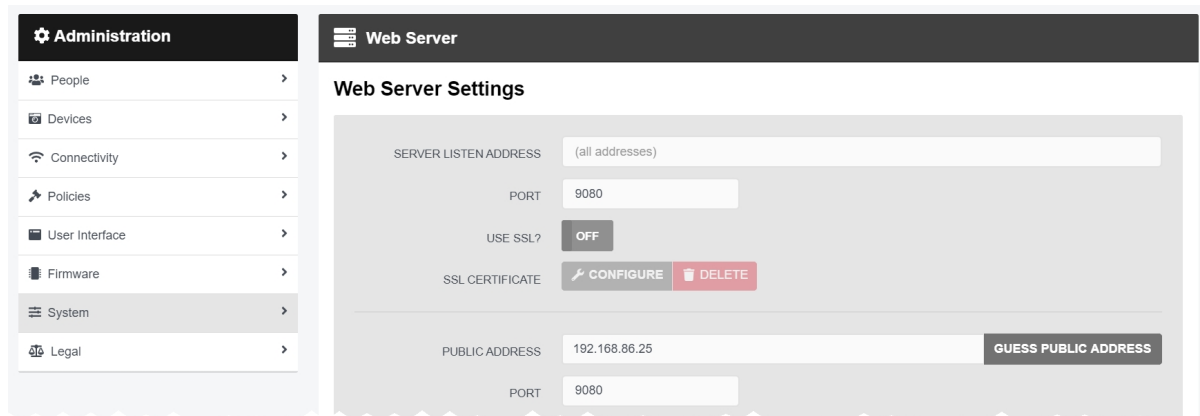 Administration
People
Devices
Connectivity
Policies
User Interface
Firmware
System
Legal
Web Server
Web Server Settings
SERVER LISTEN ADDRESS (all addresses)
PORT 9080
USE SSL? OFF
SSL CERTIFICATE CONFIGURE DELETE
PUBLIC ADDRESS 192.168.86.25 GUESS PUBLIC ADDRESS
PORT 9080